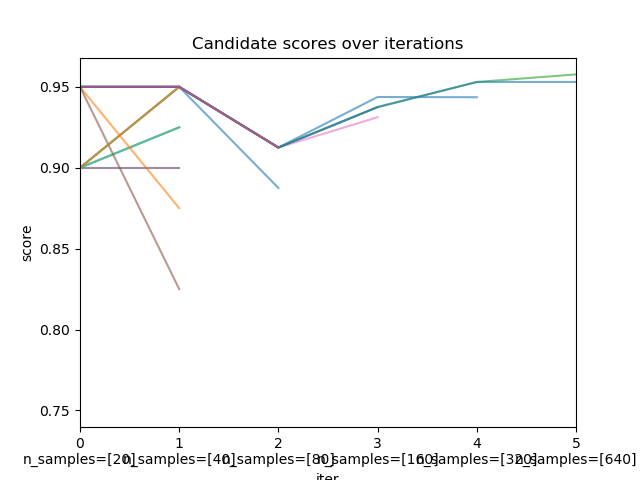 Candidate scores over iterations
0.95
0.90
0.85
0.80
0.75
score
0 1 2 3 4 5
n_samples=[20] n_samples=[40] n_samples=[80] n_samples=[160] n_samples=[320] n_samples=[640]
iter